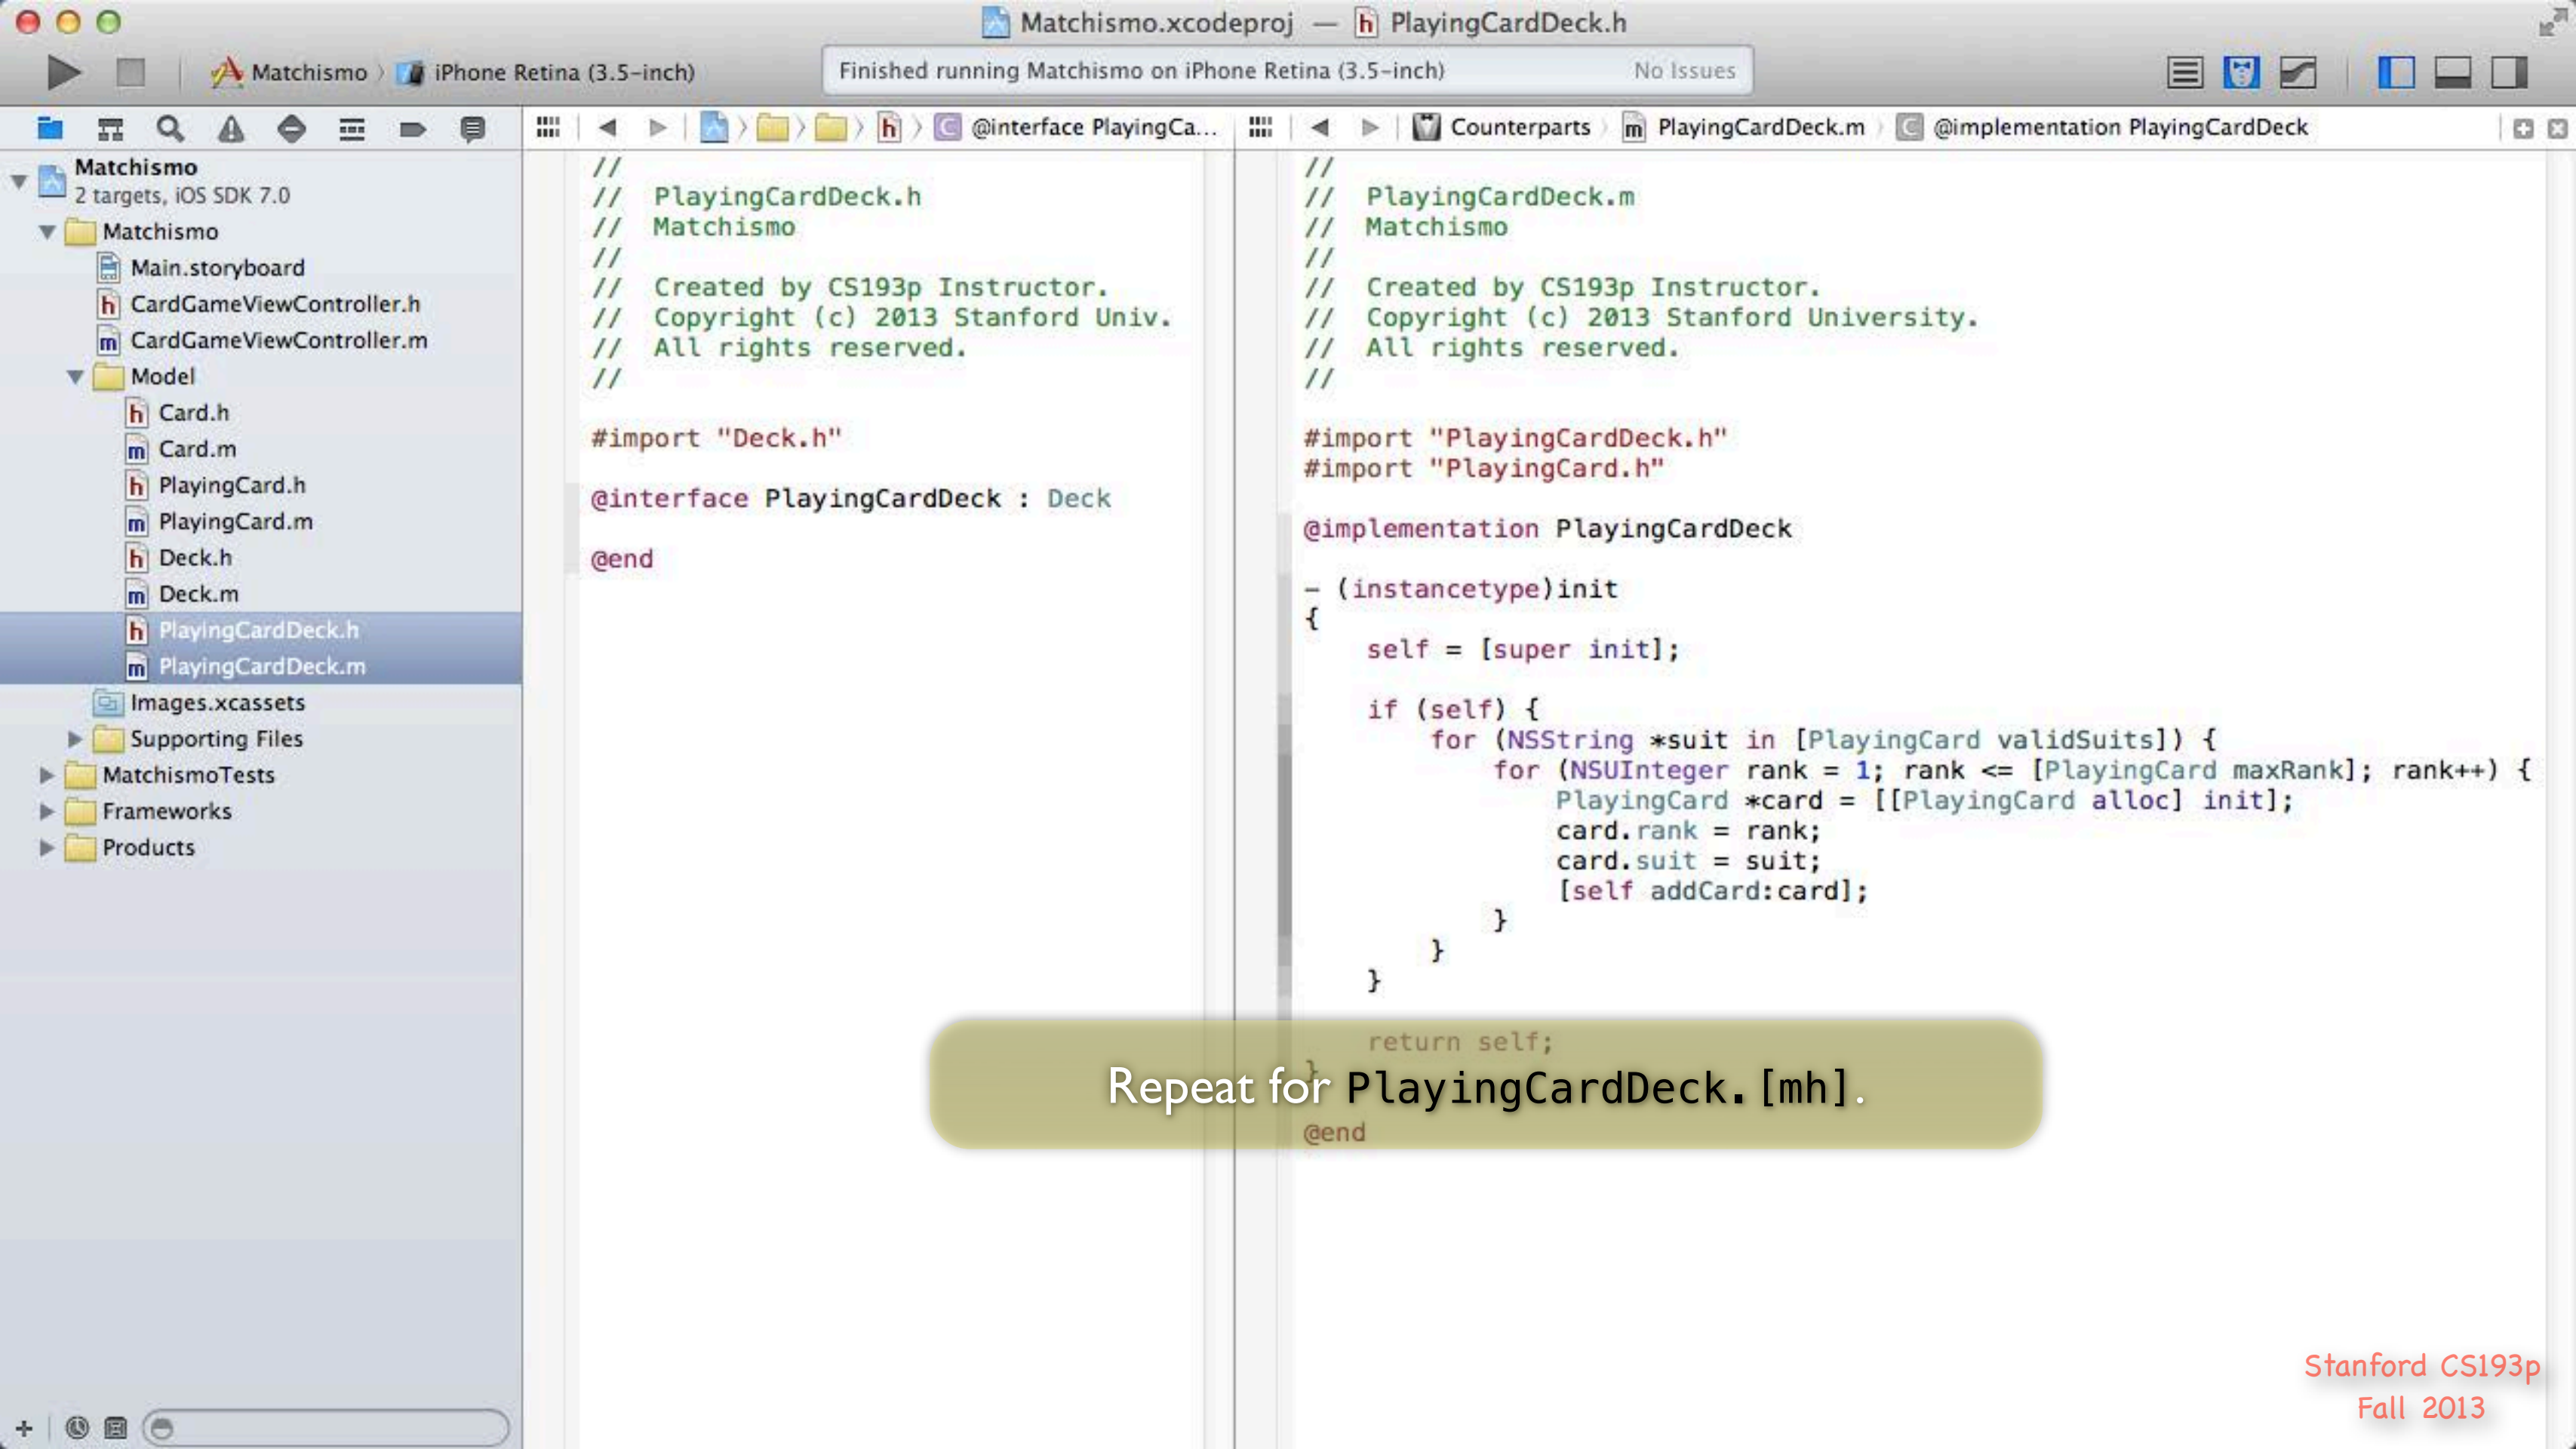 Matchismo.xcodeproj — h PlayingCardDeck.h
Matchismo iPhone Retina (3.5-inch)
Finished running Matchismo on iPhone Retina (3.5-inch) No Issues
@interface PlayingCa...
Counterparts m PlayingCardDeck.m C @implementation PlayingCardDeck
Matchismo
2 targets, iOS SDK 7.0
Matchismo
Main.storyboard
h CardGameViewController.h
m CardGameViewController.m
Model
h Card.h
m Card.m
h PlayingCard.h
m PlayingCard.m
h Deck.h
m Deck.m
h PlayingCardDeck.h
m PlayingCardDeck.m
Images.xcassets
Supporting Files
MatchismoTests
Frameworks
Products
//
// PlayingCardDeck.h
// Matchismo
//
// Created by CS193p Instructor.
// Copyright (c) 2013 Stanford Univ.
// All rights reserved.
//
#import "Deck.h"
@interface PlayingCardDeck : Deck
@end
//
// PlayingCardDeck.m
// Matchismo
//
// Created by CS193p Instructor.
// Copyright (c) 2013 Stanford University.
// All rights reserved.
//
#import "PlayingCardDeck.h"
#import "PlayingCard.h"
@implementation PlayingCardDeck
- (instancetype)init
{
self = [super init];
if (self) {
for (NSString *suit in [PlayingCard validSuits]) {
for (NSUInteger rank = 1; rank <= [PlayingCard maxRank]; rank++) {
PlayingCard *card = [[PlayingCard alloc] init];
card.rank = rank;
card.suit = suit;
[self addCard:card];
}
}
}
return self;
}
@end
Repeat for PlayingCardDeck.[mh].
Stanford CS193p
Fall 2013